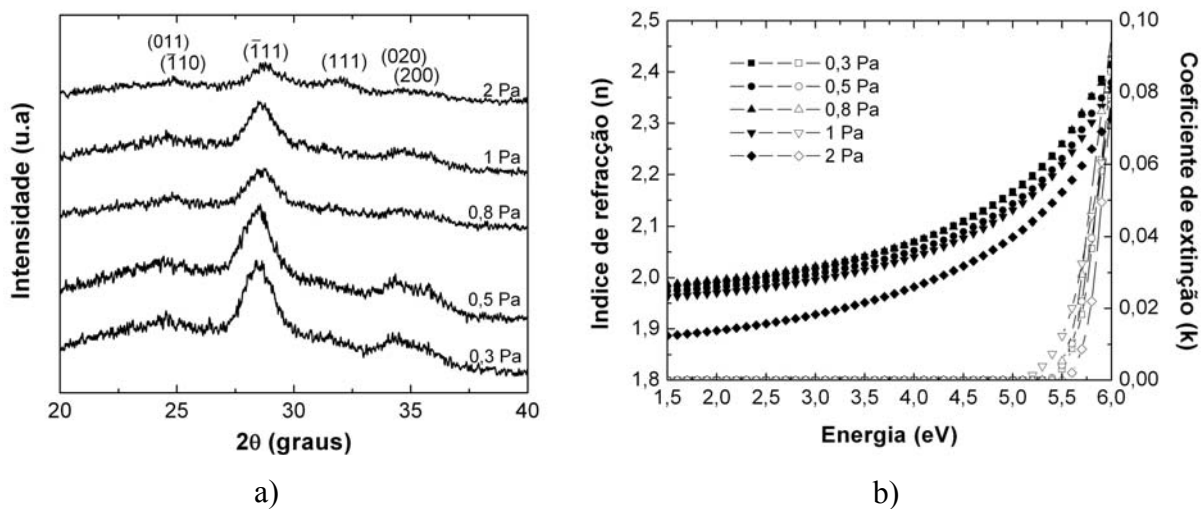 a)
(011)
(1̄10)
(1̄11)
(111)
(020)
(200)
2 Pa
1 Pa
0,8 Pa
0,5 Pa
0,3 Pa
Intensidade (u.a)
20 25 30 35 40
2θ (graus)
a)
b)
2,5
2,4
2,3
2,2
2,1
2,0
1,9
1,8
Indice de refracção (n)
0,3 Pa
0,5 Pa
0,8 Pa
1 Pa
2 Pa
0,10
0,08
0,06
0,04
0,02
0,00
Coeficiente de extinção (k)
1,5 2,0 2,5 3,0 3,5 4,0 4,5 5,0 5,5 6,0
Energia (eV)
b)